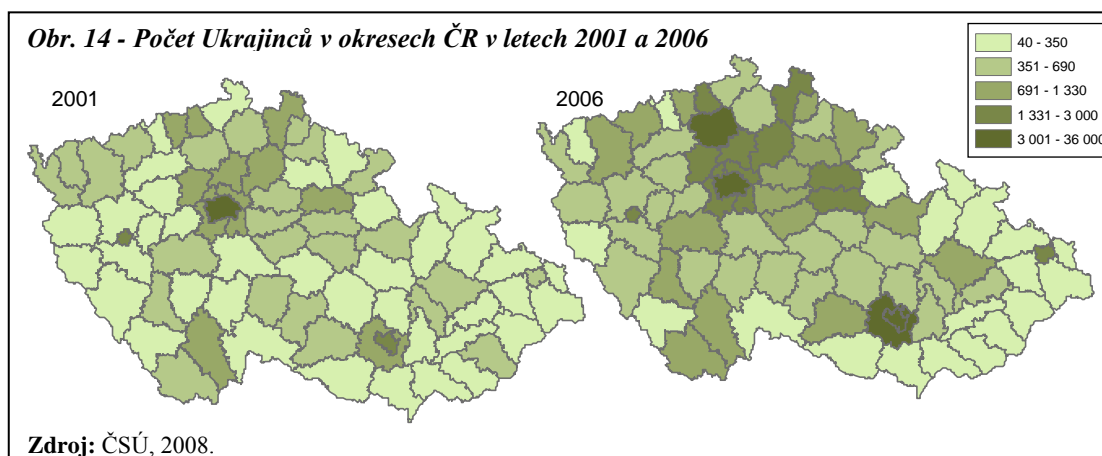 Obr. 14 - Počet Ukrajinců v okresech ČR v letech 2001 a 2006
2001
2006
40 - 350
351 - 690
691 - 1 330
1 331 - 3 000
3 001 - 36 000
Zdroj: ČSÚ, 2008.